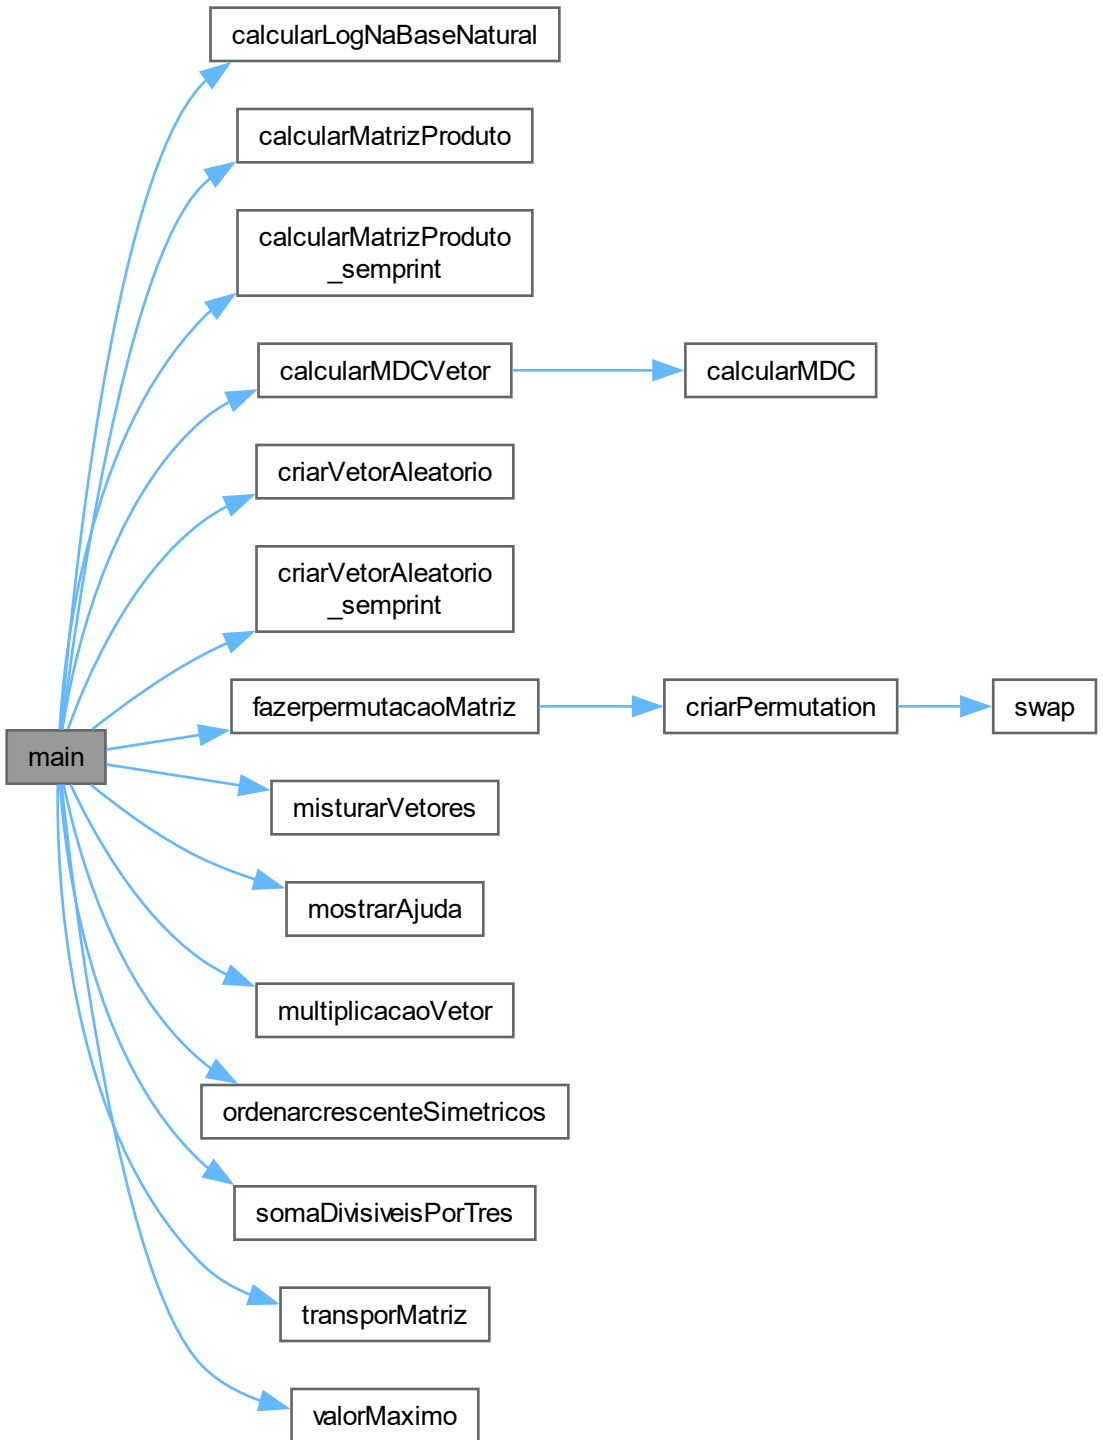 calcularLogNaBaseNatural
calcularMatrizProduto
calcularMatrizProduto
_semprint
calcularMDCVetor
calcularMDC
criarVetorAleatorio
criarVetorAleatorio
_semprint
fazerpermutacaoMatriz
criarPermutation
swap
main
misturarVetores
mostrarAjuda
multiplicacaoVetor
ordenarcrescenteSimetricos
somaDivisiveisPorTres
transporMatriz
valorMaximo